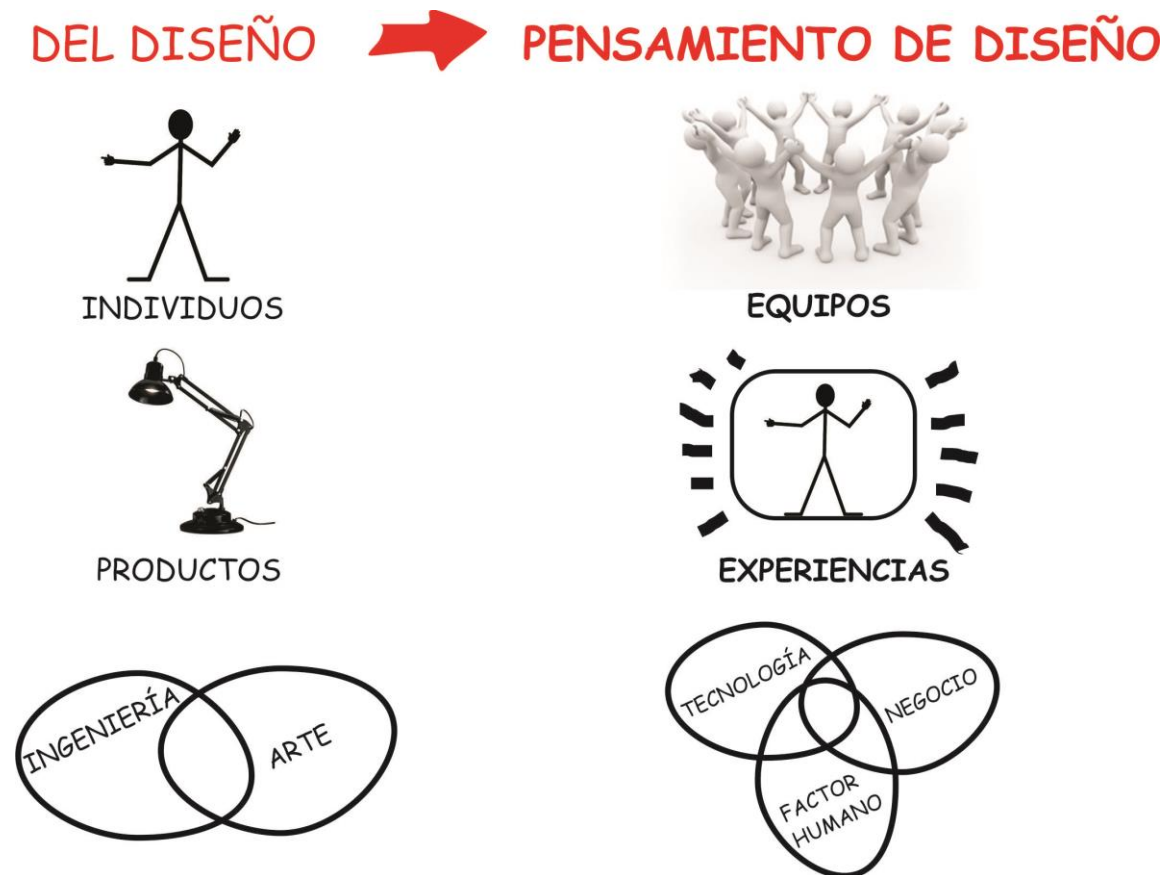 DEL DISEÑO
PENSAMIENTO DE DISEÑO
INDIVIDUOS
EQUIPOS
PRODUCTOS
EXPERIENCIAS
INGENIERÍA
ARTE
TECNOLOGÍA
NEGOCIO
FACTOR
HUMANO